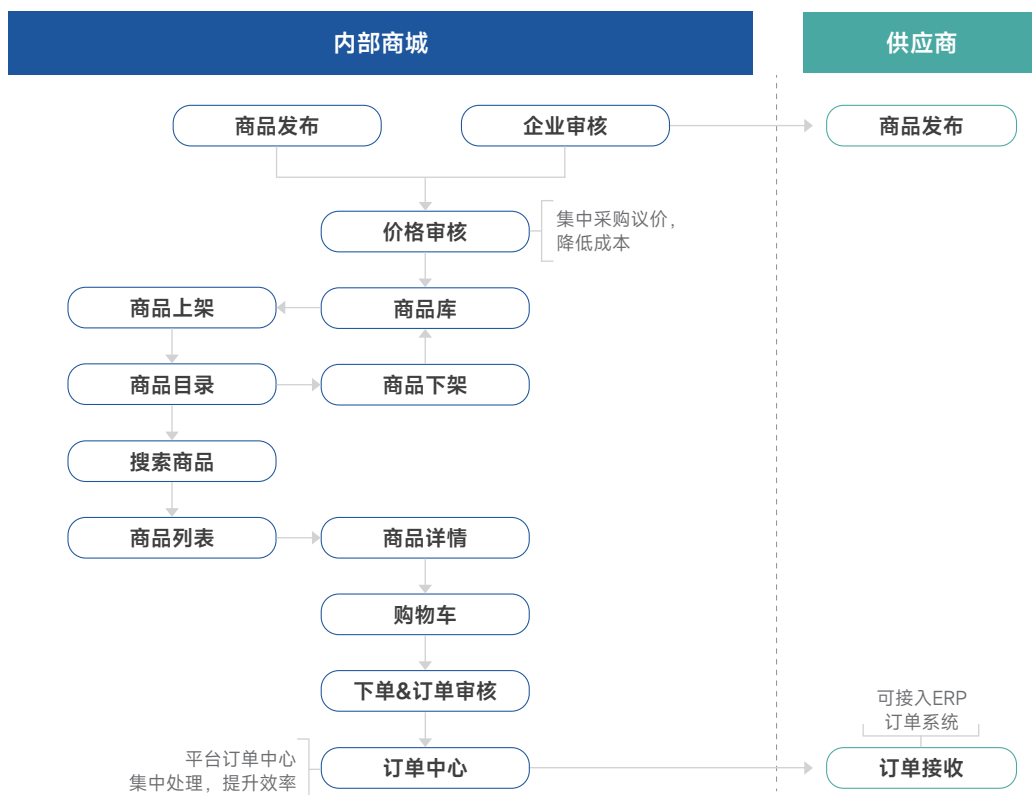 内部商城
供应商
商品发布
企业审核
商品发布
价格审核
集中采购议价，
降低成本
商品上架
商品库
商品目录
商品下架
搜索商品
商品列表
商品详情
购物车
下单&订单审核
可接入ERP
订单系统
平台订单中心
集中处理，提升效率
订单中心
订单接收